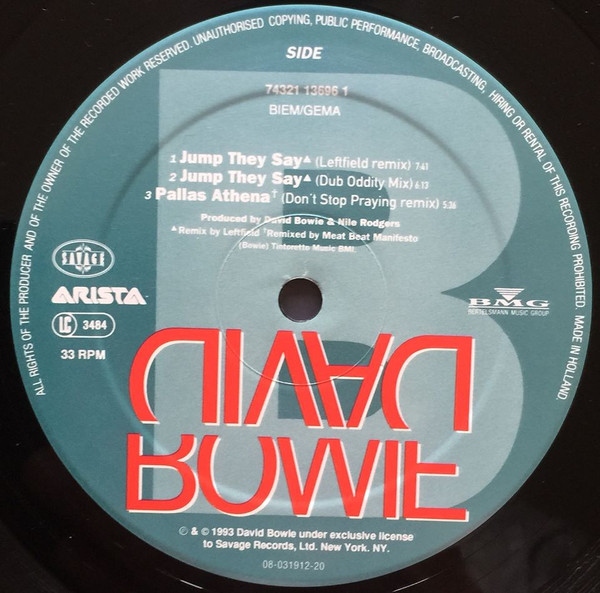 ALL RIGHTS OF THE PRODUCER AND OF THE OWNER OF THE RECORDED WORK RESERVED. UNAUTHORISED COPYING, PUBLIC PERFORMANCE, BROADCASTING, HIRING OR RENTAL OF THIS RECORDING PROHIBITED. MADE IN HOLLAND.
SIDE
B
74321 13696 1
BIEM/GEMA
1 Jump They Say▲ (Leftfield remix) 7:41
2 Jump They Say▲ (Dub Oddity Mix) 6:13
3 Pallas Athena† (Don't Stop Praying remix) 5:36
Produced by David Bowie & Nile Rodgers
▲Remix by Leftfield †Remixed by Meat Beat Manifesto
(Bowie) Tintoretto Music BMI.
SAVAGE
ARISTA
LC 3484
33 RPM
BMG
BERTELSMANN MUSIC GROUP
DAVID
BOWIE
℗ & © 1993 David Bowie under exclusive license
to Savage Records, Ltd. New York. NY.
08-031912-20